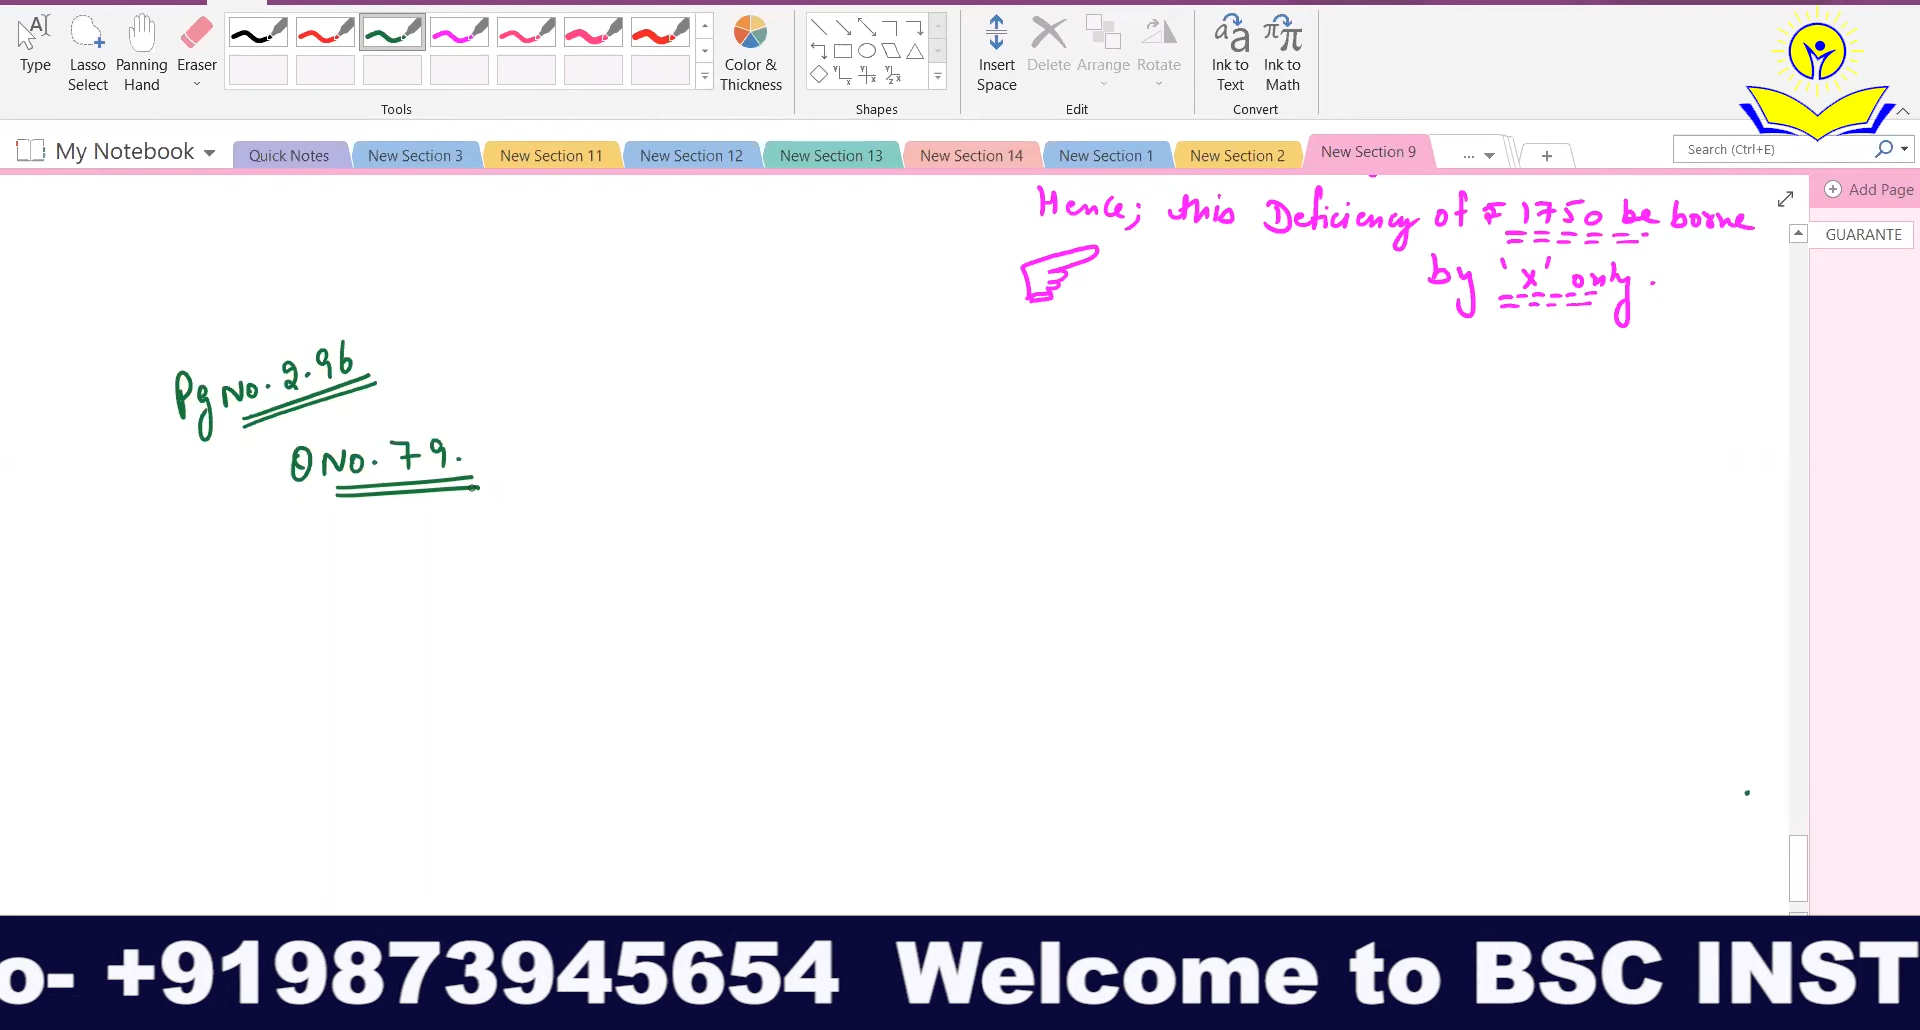 Type
Lasso Select
Panning Hand
Eraser
Color & Thickness
Insert Space
Delete
Arrange
Rotate
Ink to Text
Ink to Math
Tools
Shapes
Edit
Convert
My Notebook
Quick Notes
New Section 3
New Section 11
New Section 12
New Section 13
New Section 14
New Section 1
New Section 2
New Section 9
...
Search (Ctrl+E)
Add Page
GUARANTE
Hence; this Deficiency of ₹ 1750 be borne
by 'x' only.
Pg No. 2.96
Q No. 79.
o- +919873945654 Welcome to BSC INST